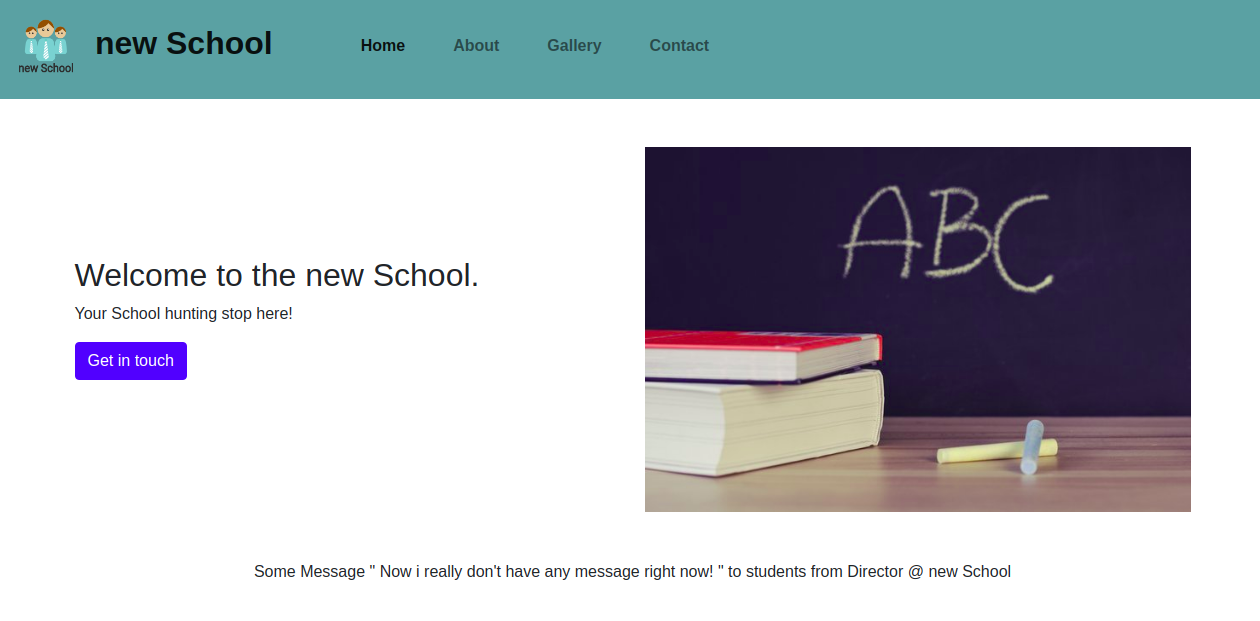 new School
new School
Home
About
Gallery
Contact
ABC
Welcome to the new School.
Your School hunting stop here!
Get in touch
Some Message " Now i really don't have any message right now! " to students from Director @ new School